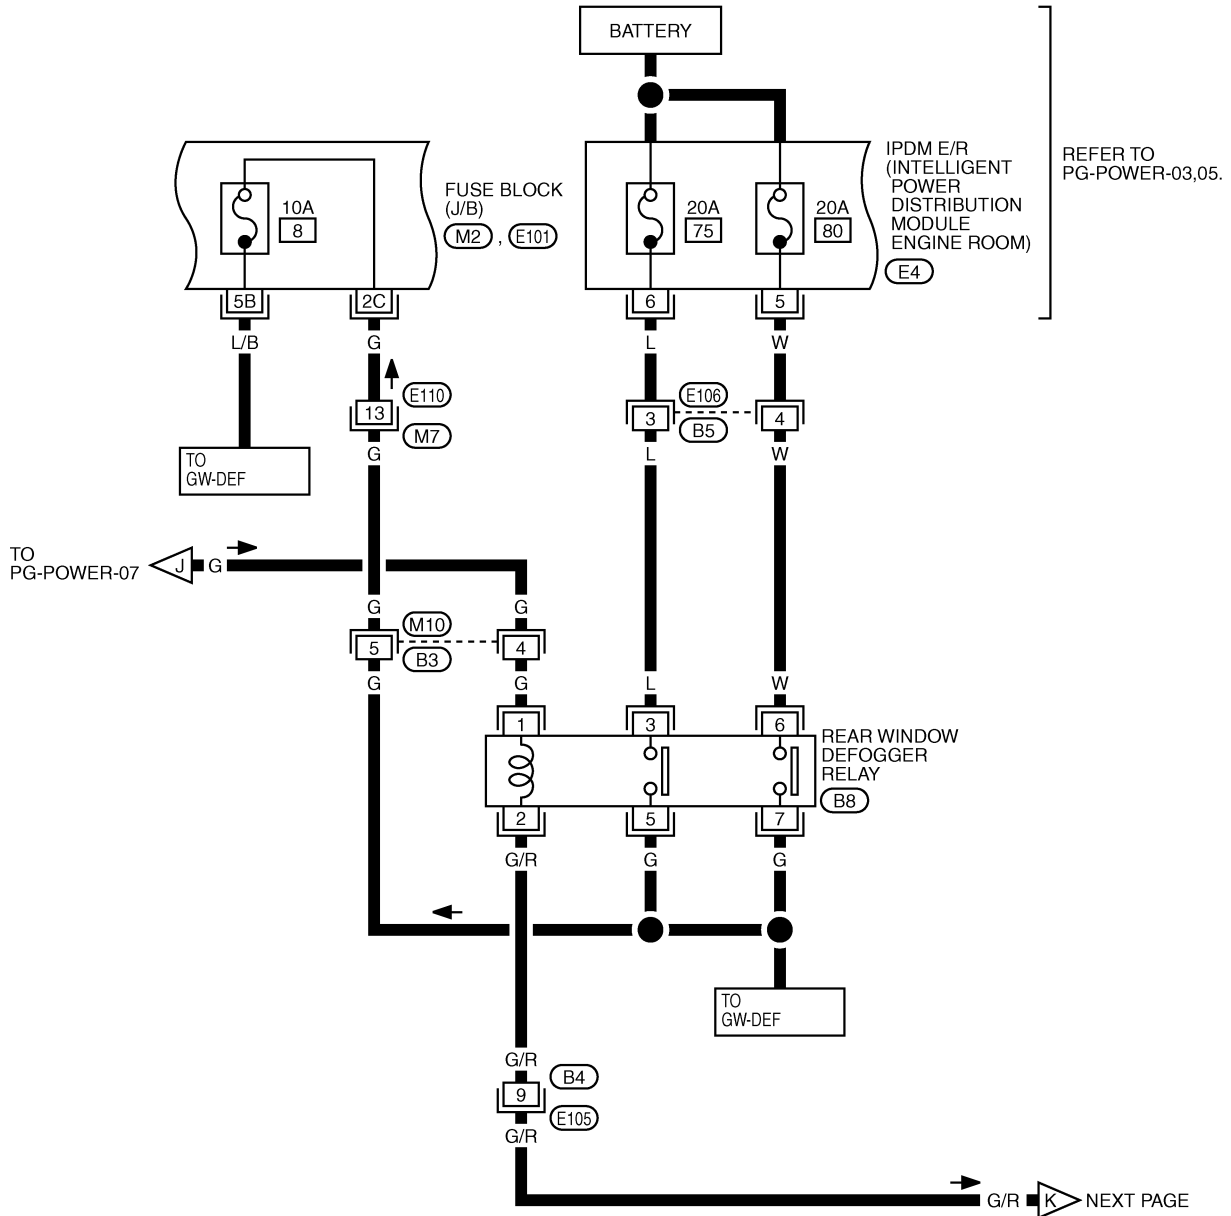 BATTERY
IPDM E/R
(INTELLIGENT
POWER
DISTRIBUTION
MODULE
ENGINE ROOM)
E4
REFER TO
PG-POWER-03,05.
FUSE BLOCK
(J/B)
M2 , E101
10A
8
20A
75
20A
80
5B
2C
6
5
L/B
G
L
W
E110
13
M7
E106
3
4
B5
G
L
W
TO
GW-DEF
TO
PG-POWER-07
J
G
G
G
M10
5
4
B3
G
G
L
W
1
3
6
REAR WINDOW
DEFOGGER
RELAY
B8
2
5
7
G/R
G
G
TO
GW-DEF
G/R
B4
9
E105
G/R
G/R
K
NEXT PAGE